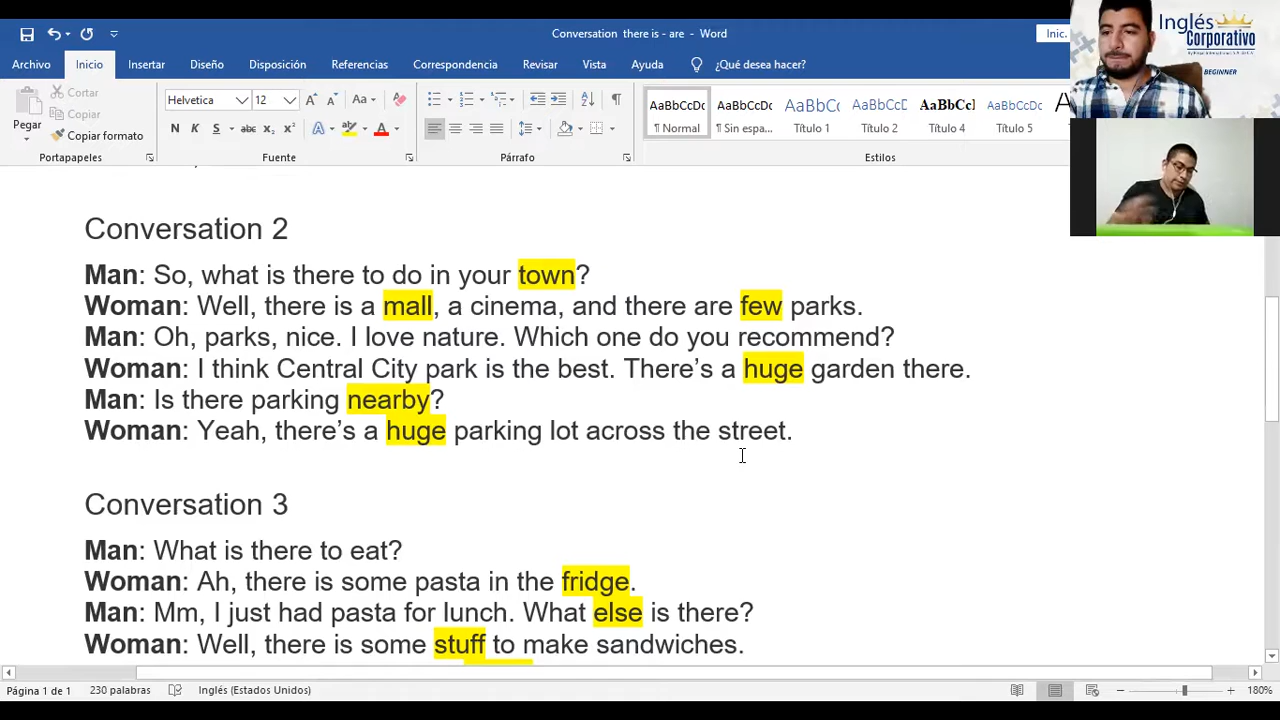 Conversation there is - are - Word
Inic.
Archivo Inicio Insertar Diseño Disposición Referencias Correspondencia Revisar Vista Ayuda ¿Qué desea hacer?
Pegar
Cortar
Copiar
Copiar formato
Portapapeles
Helvetica 12
N K S abc x₂ x²
Fuente
Párrafo
AaBbCcDc AaBbCcDc AaBbCcD AaBbCcD AaBbCcI AaBbCcDc
¶ Normal ¶ Sin espa... Título 1 Título 2 Título 4 Título 5
Estilos
Inglés
Corporativo
BEGINNER
Conversation 2
Man: So, what is there to do in your town?
Woman: Well, there is a mall, a cinema, and there are few parks.
Man: Oh, parks, nice. I love nature. Which one do you recommend?
Woman: I think Central City park is the best. There’s a huge garden there.
Man: Is there parking nearby?
Woman: Yeah, there’s a huge parking lot across the street.
Conversation 3
Man: What is there to eat?
Woman: Ah, there is some pasta in the fridge.
Man: Mm, I just had pasta for lunch. What else is there?
Woman: Well, there is some stuff to make sandwiches.
Página 1 de 1 230 palabras Inglés (Estados Unidos) 180%